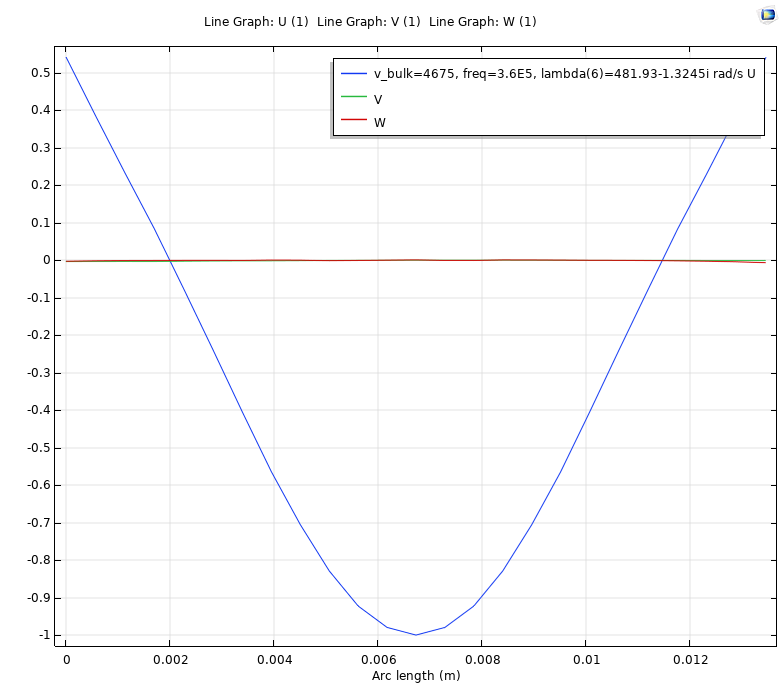 Line Graph: U (1) Line Graph: V (1) Line Graph: W (1)
v_bulk=4675, freq=3.6E5, lambda(6)=481.93-1.3245i rad/s U
V
W
0.5
0.4
0.3
0.2
0.1
0
-0.1
-0.2
-0.3
-0.4
-0.5
-0.6
-0.7
-0.8
-0.9
-1
0 0.002 0.004 0.006 0.008 0.01 0.012
Arc length (m)